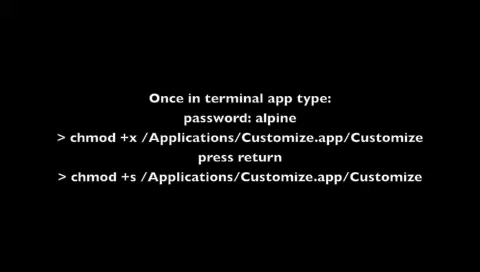 Once in terminal app type:
password: alpine
> chmod +x /Applications/Customize.app/Customize
press return
> chmod +s /Applications/Customize.app/Customize